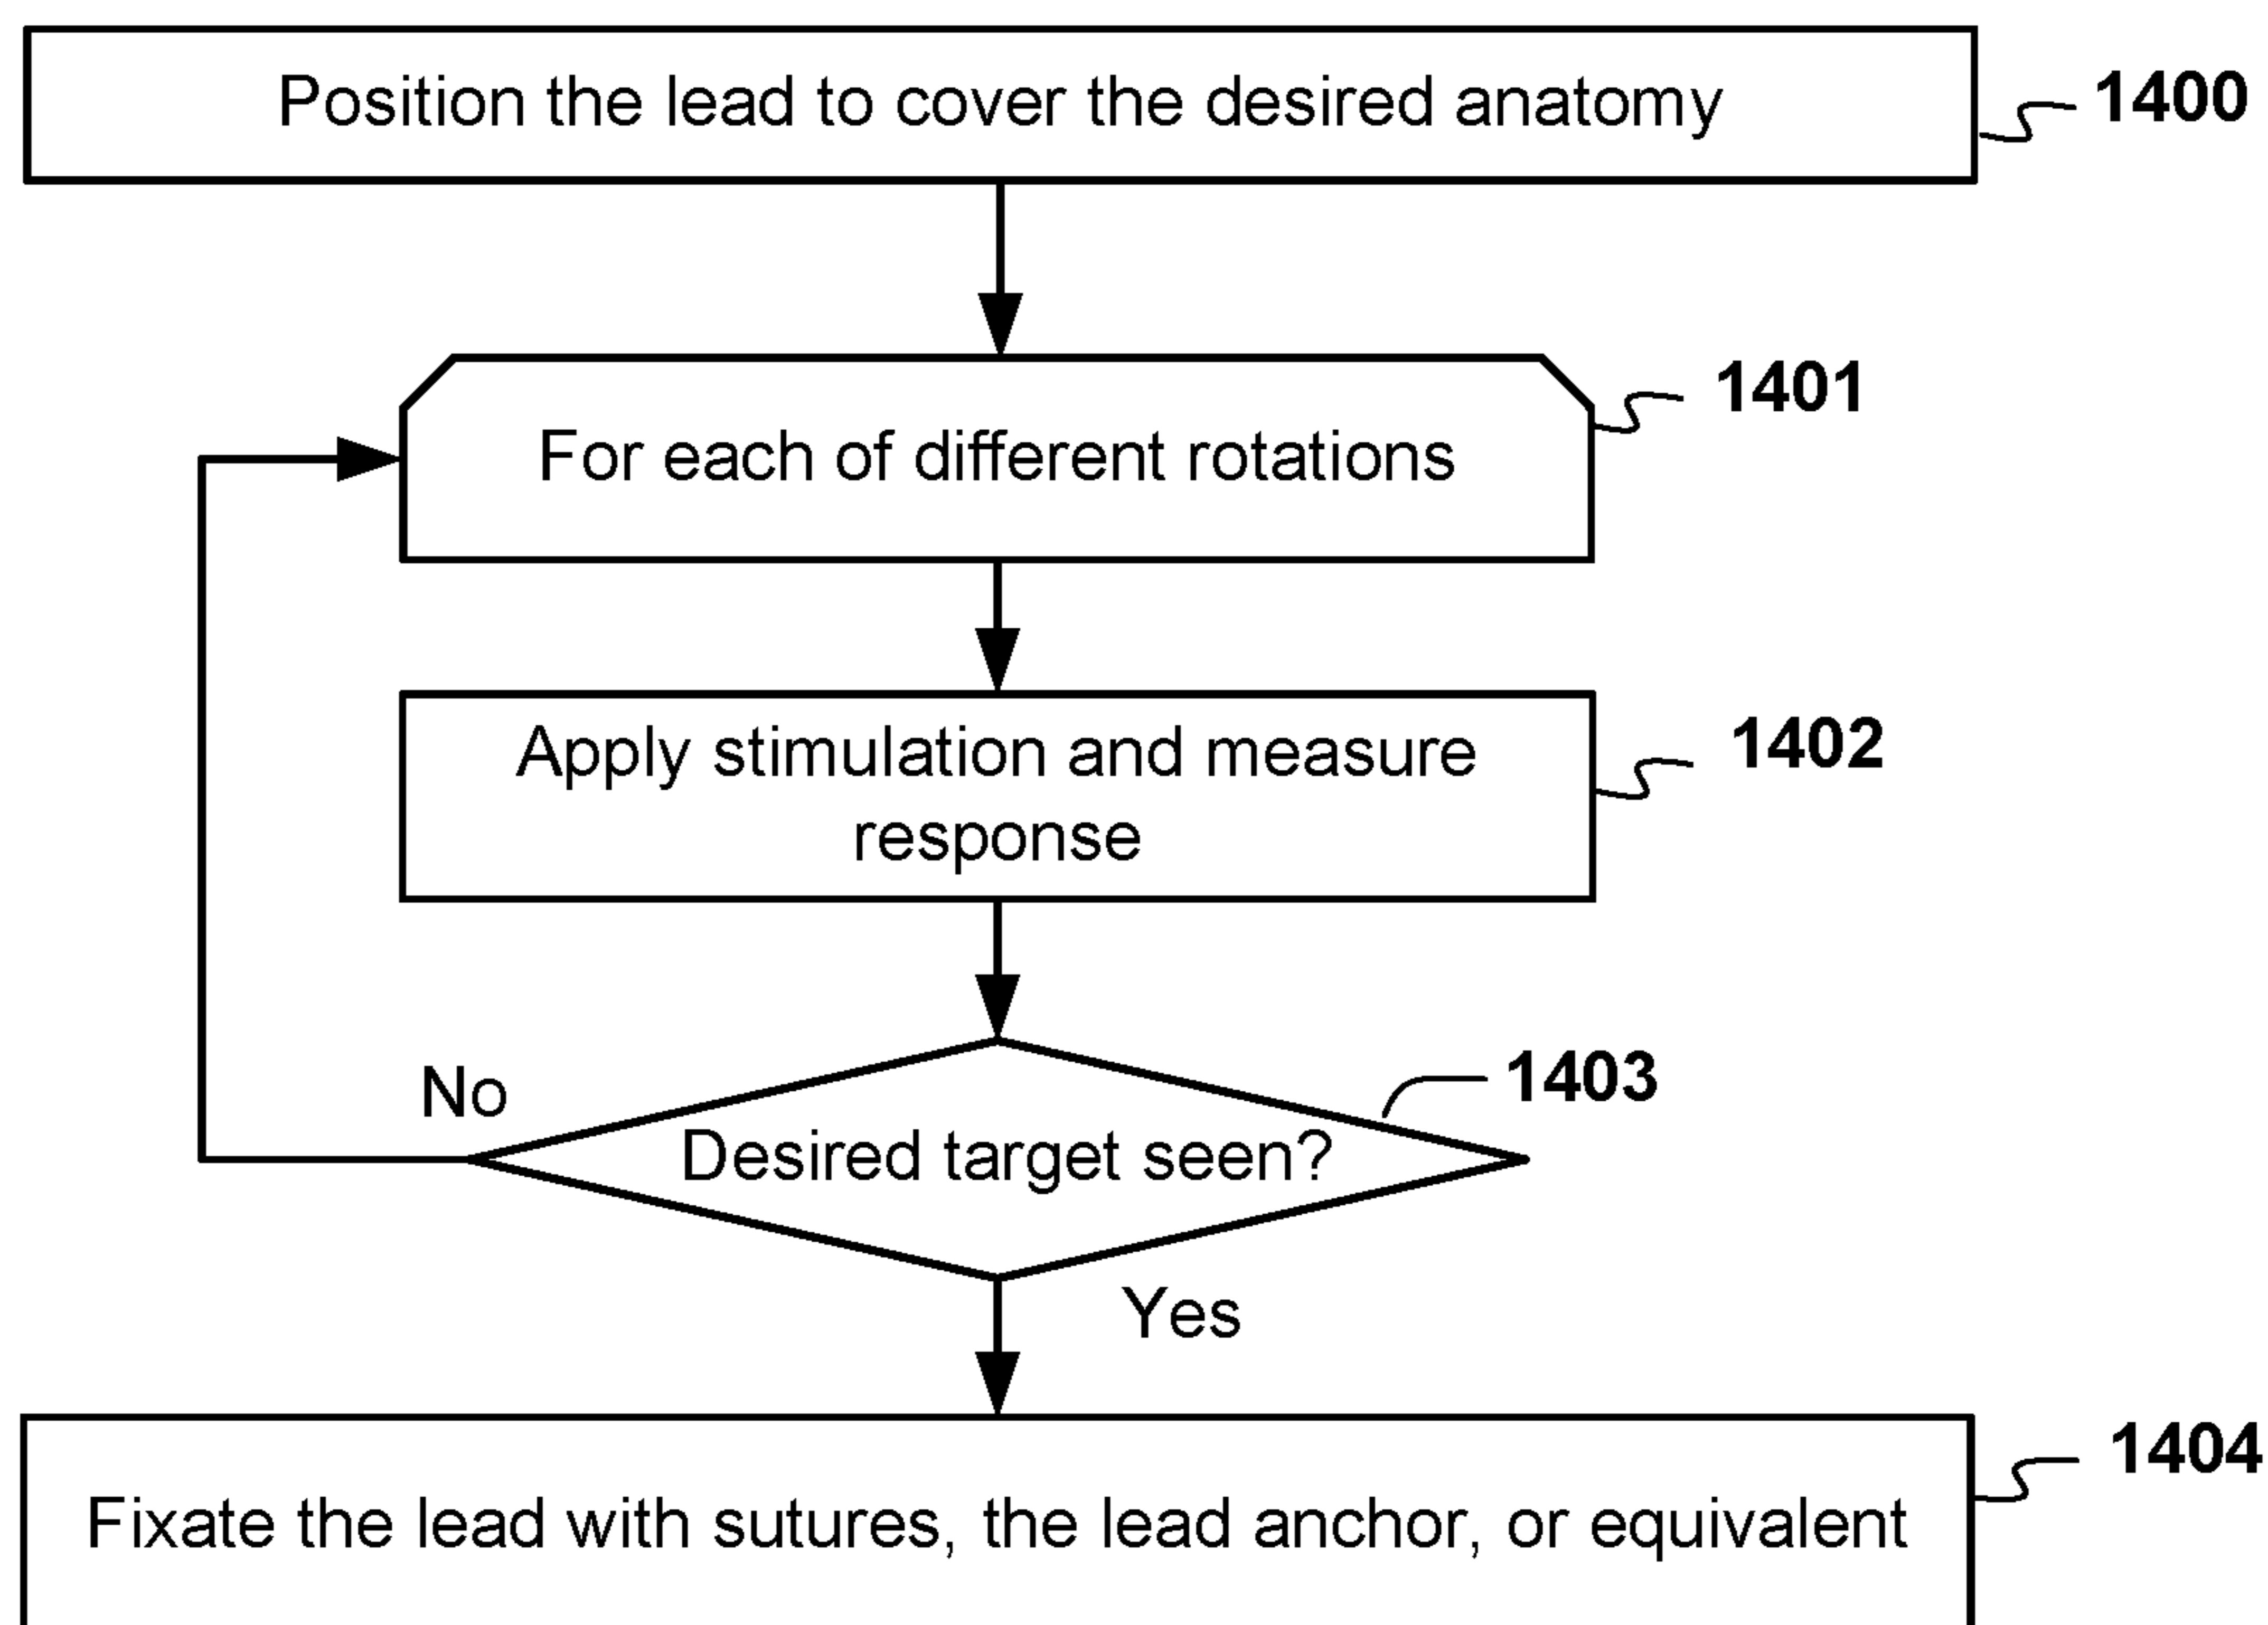 Position the lead to cover the desired anatomy
1400
For each of different rotations
1401
Apply stimulation and measure
response
1402
No
Desired target seen?
1403
Yes
Fixate the lead with sutures, the lead anchor, or equivalent
1404